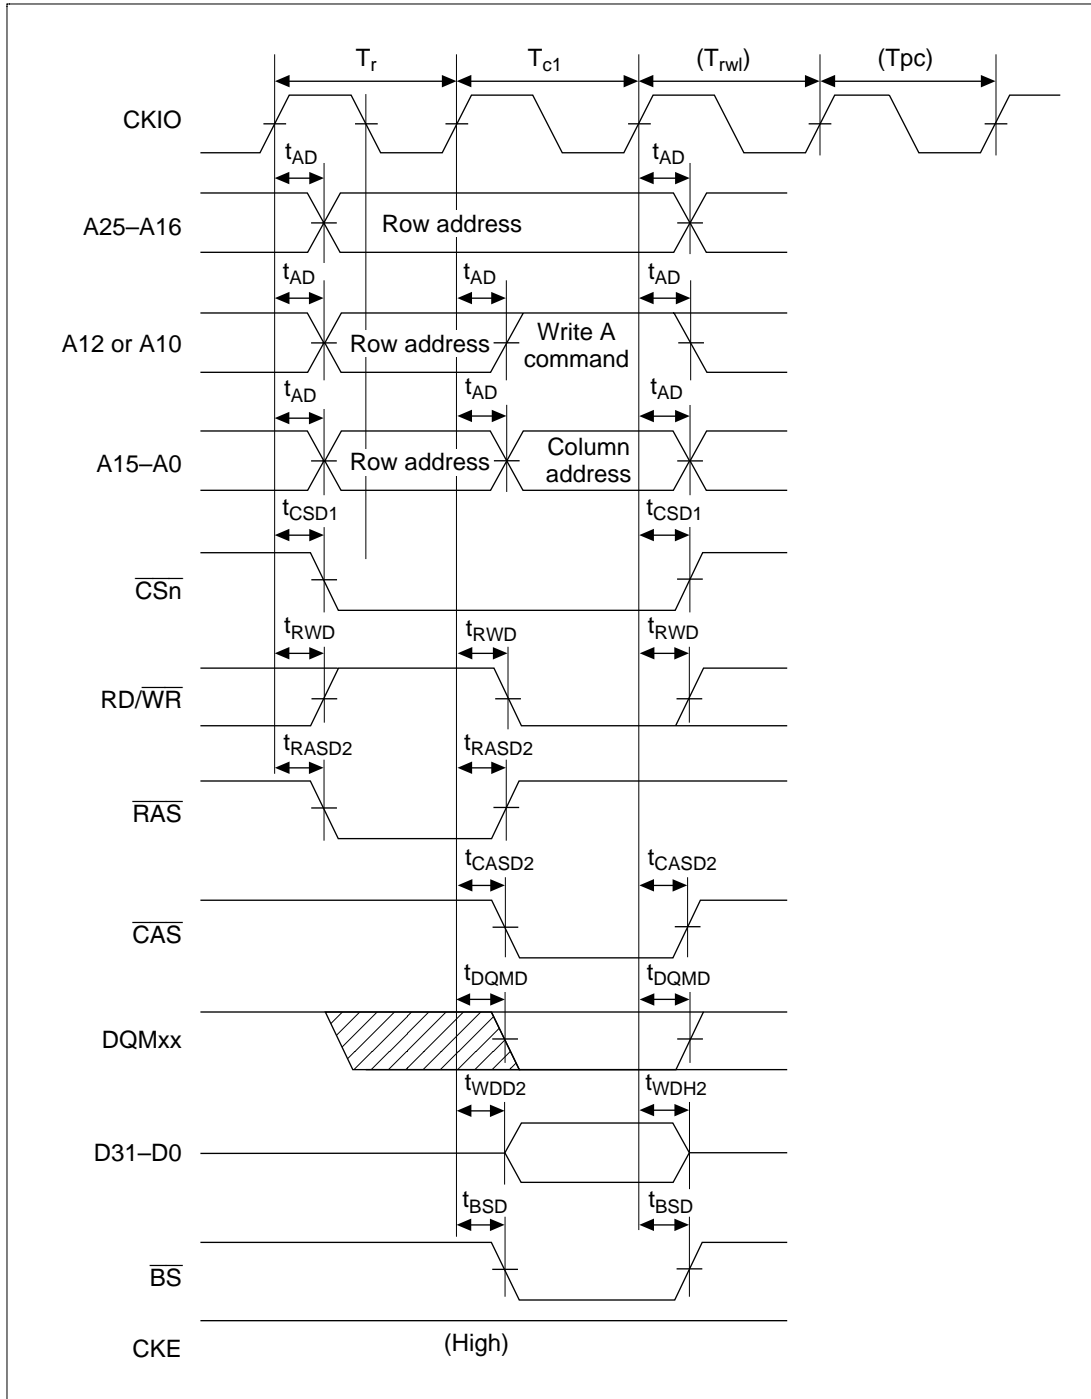 Tr Tc1 (Trwl) (Tpc)
CKIO
tAD tAD
A25–A16 Row address
tAD tAD tAD
A12 or A10 Row address Write A command
tAD tAD tAD
A15–A0 Row address Column address
tCSD1 tCSD1
CSn
tRWD tRWD tRWD
RD/WR
tRASD2 tRASD2
RAS
tCASD2 tCASD2
CAS
tDQMD tDQMD
DQMxx
tWDD2 tWDH2
D31–D0
tBSD tBSD
BS
CKE (High)